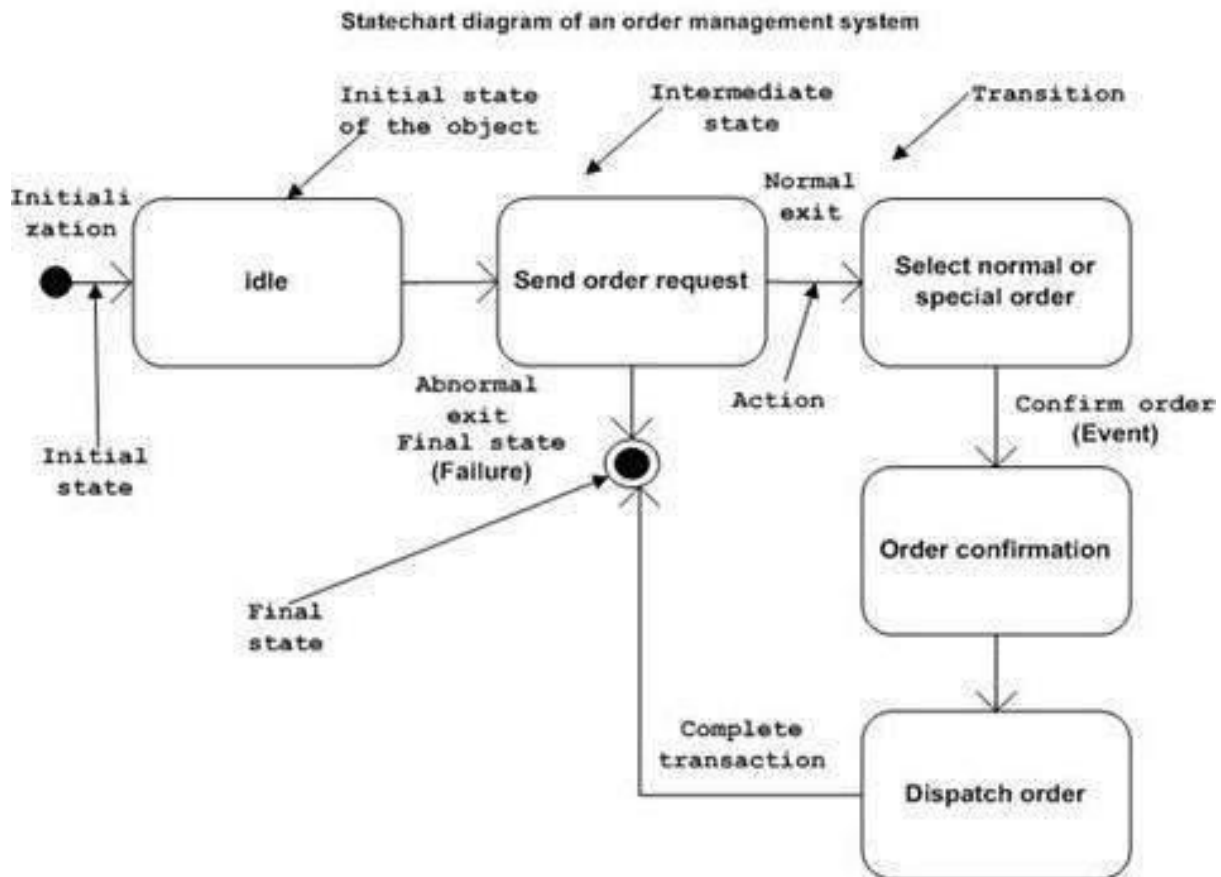 Statechart diagram of an order management system
Initial state
of the object
Intermediate
state
Transition
Initiali
zation
Normal
exit
idle
Send order request
Select normal or
special order
Abnormal
exit
Final state
(Failure)
Action
Confirm order
(Event)
Initial
state
Order confirmation
Final
state
Complete
transaction
Dispatch order